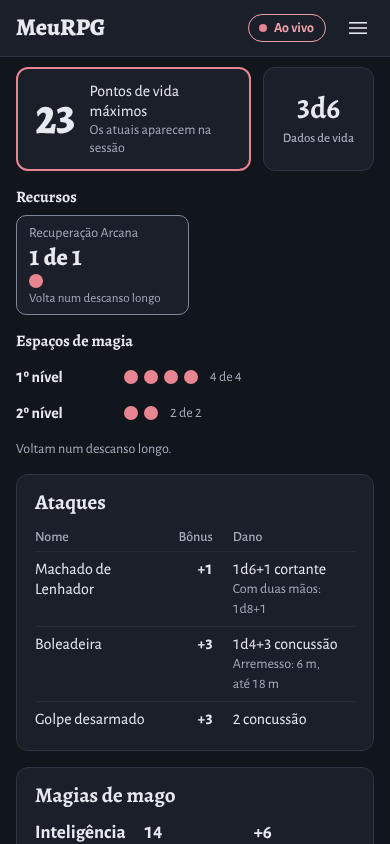 MeuRPG
Ao vivo
23
Pontos de vida
máximos
Os atuais aparecem na
sessão
3d6
Dados de vida
Recursos
Recuperação Arcana
1 de 1
Volta num descanso longo
Espaços de magia
1º nível 4 de 4
2º nível 2 de 2
Voltam num descanso longo.
Ataques
Nome Bônus Dano
Machado de +1 1d6+1 cortante
Lenhador Com duas mãos:
1d8+1
Boleadeira +3 1d4+3 concussão
Arremesso: 6 m,
até 18 m
Golpe desarmado +3 2 concussão
Magias de mago
Inteligência 14 +6